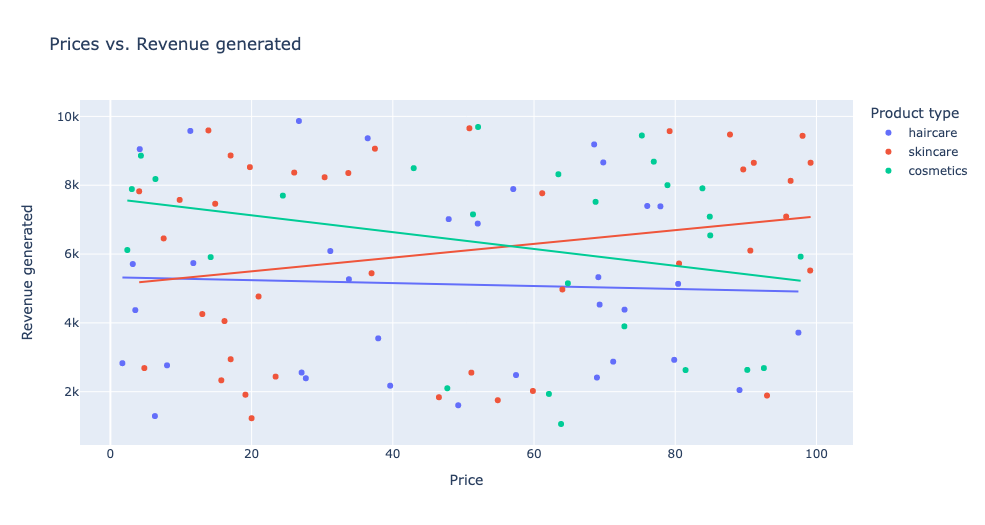 Prices vs. Revenue generated
Product type
haircare
skincare
cosmetics
Revenue generated
10k
8k
6k
4k
2k
0
20
40
60
80
100
Price